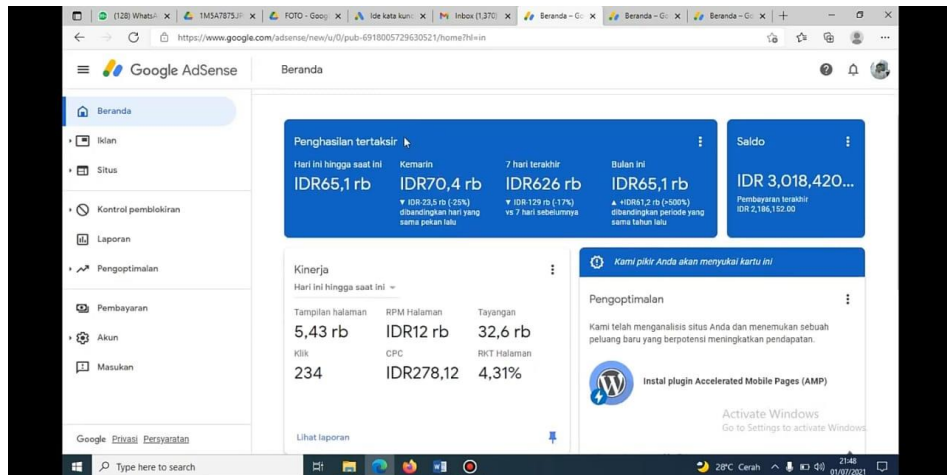 (128) WhatsA
1M5A7875.JP
FOTO - Goog
Ide kata kunc
Inbox (1,370)
Beranda – Go
Beranda – Go
Beranda – Go
https://www.google.com/adsense/new/u/0/pub-6918005729630521/home?hl=in
Google AdSense
Beranda
Beranda
Iklan
Situs
Kontrol pemblokiran
Laporan
Pengoptimalan
Pembayaran
Akun
Masukan
Google Privasi Persyaratan
Penghasilan tertaksir
Hari ini hingga saat ini
IDR65,1 rb
Kemarin
IDR70,4 rb
▼ IDR-23,5 rb (-25%)
dibandingkan hari yang
sama pekan lalu
7 hari terakhir
IDR626 rb
▼ IDR-129 rb (-17%)
vs 7 hari sebelumnya
Bulan ini
IDR65,1 rb
▲ +IDR61,2 rb (>500%)
dibandingkan periode yang
sama tahun lalu
Saldo
IDR 3,018,420...
Pembayaran terakhir
IDR 2,186,152.00
Kinerja
Hari ini hingga saat ini
Tampilan halaman
5,43 rb
RPM Halaman
IDR12 rb
Tayangan
32,6 rb
Klik
234
CPC
IDR278,12
RKT Halaman
4,31%
Lihat laporan
Kami pikir Anda akan menyukai kartu ini
Pengoptimalan
Kami telah menganalisis situs Anda dan menemukan sebuah
peluang baru yang berpotensi meningkatkan pendapatan.
Instal plugin Accelerated Mobile Pages (AMP)
Activate Windows
Go to Settings to activate Windows.
Type here to search
28°C Cerah
21:48
01/07/2021